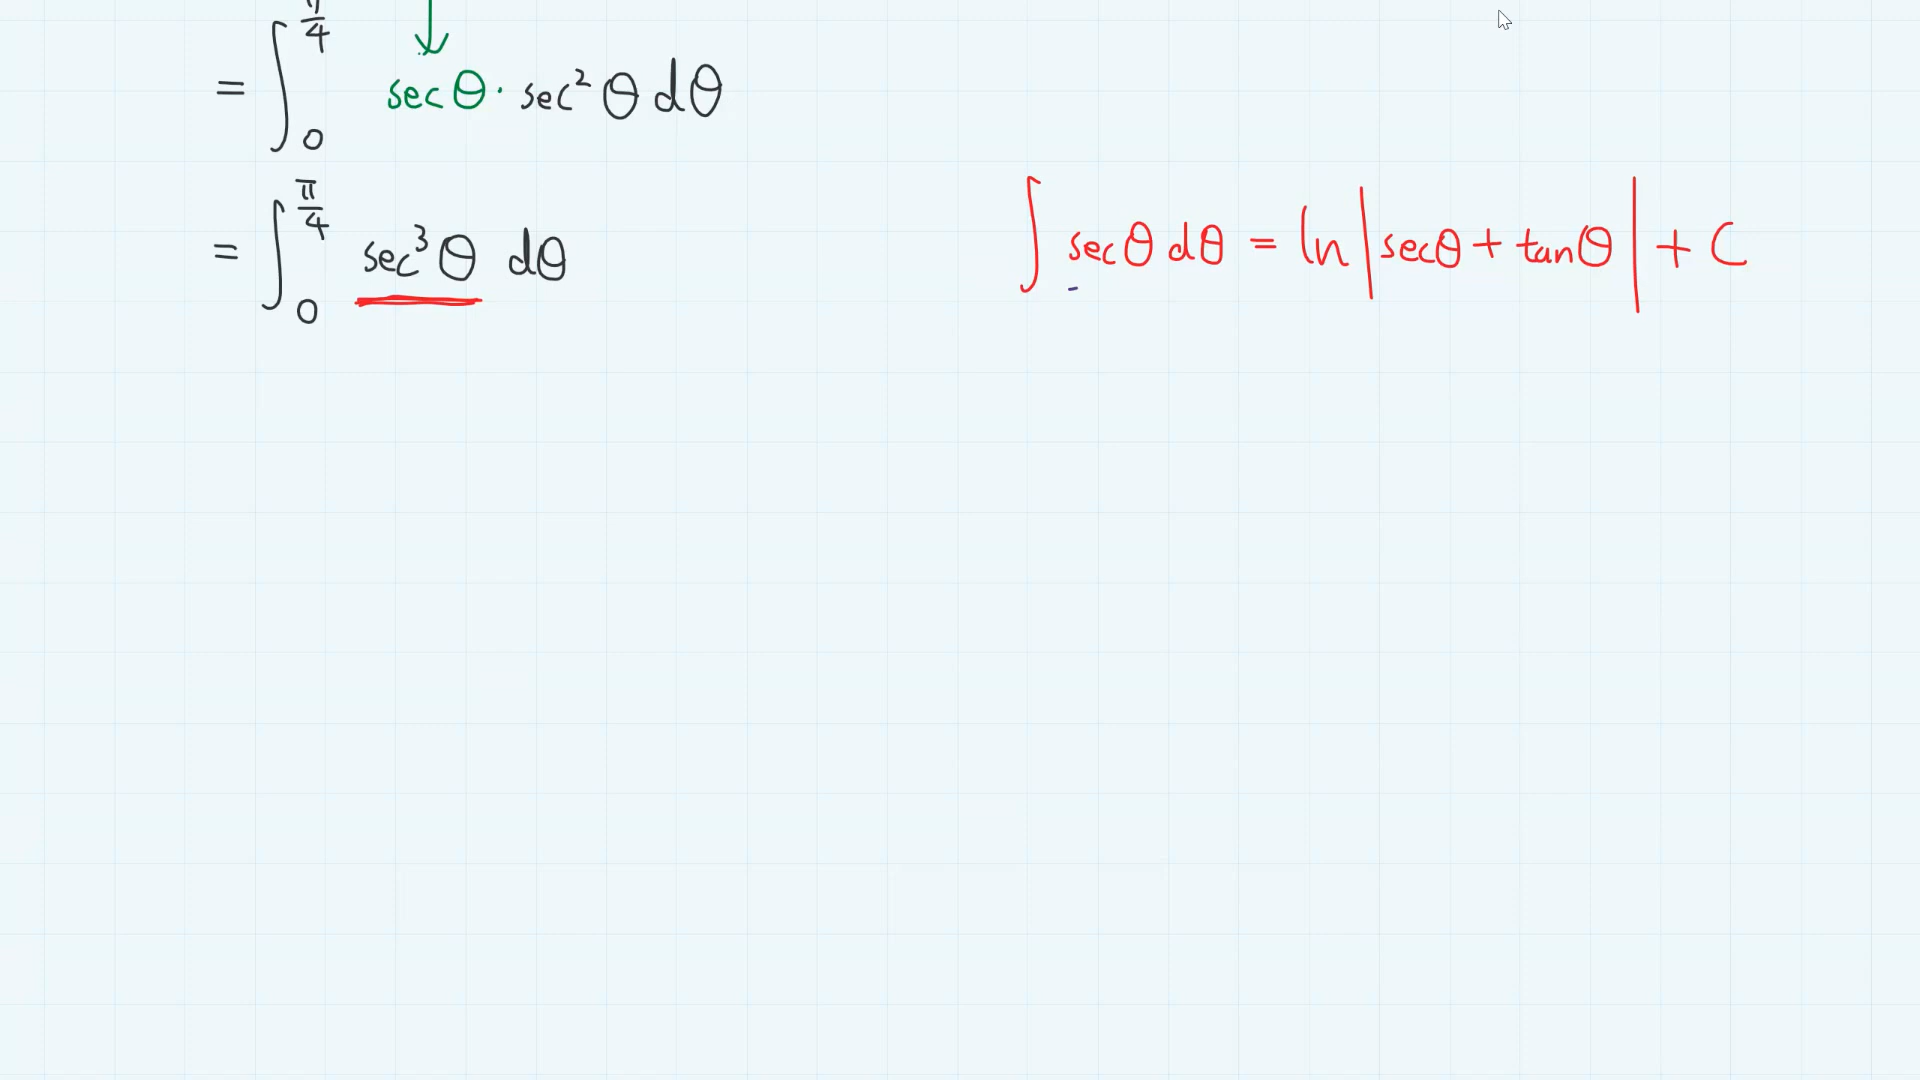 = ∫₀^{π/4} secθ · sec²θ dθ
= ∫₀^{π/4} sec³θ dθ
∫ secθ dθ = ln|secθ + tanθ| + C